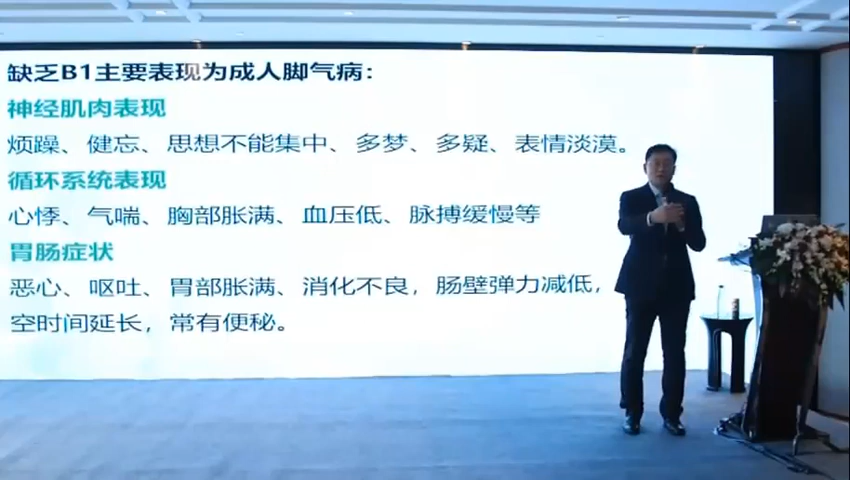 缺乏B1主要表现为成人脚气病：
神经肌肉表现
烦躁、健忘、思想不能集中、多梦、多疑、表情淡漠。
循环系统表现
心悸、气喘、胸部胀满、血压低、脉搏缓慢等
胃肠症状
恶心、呕吐、胃部胀满、消化不良，肠壁弹力减低，
空时间延长，常有便秘。